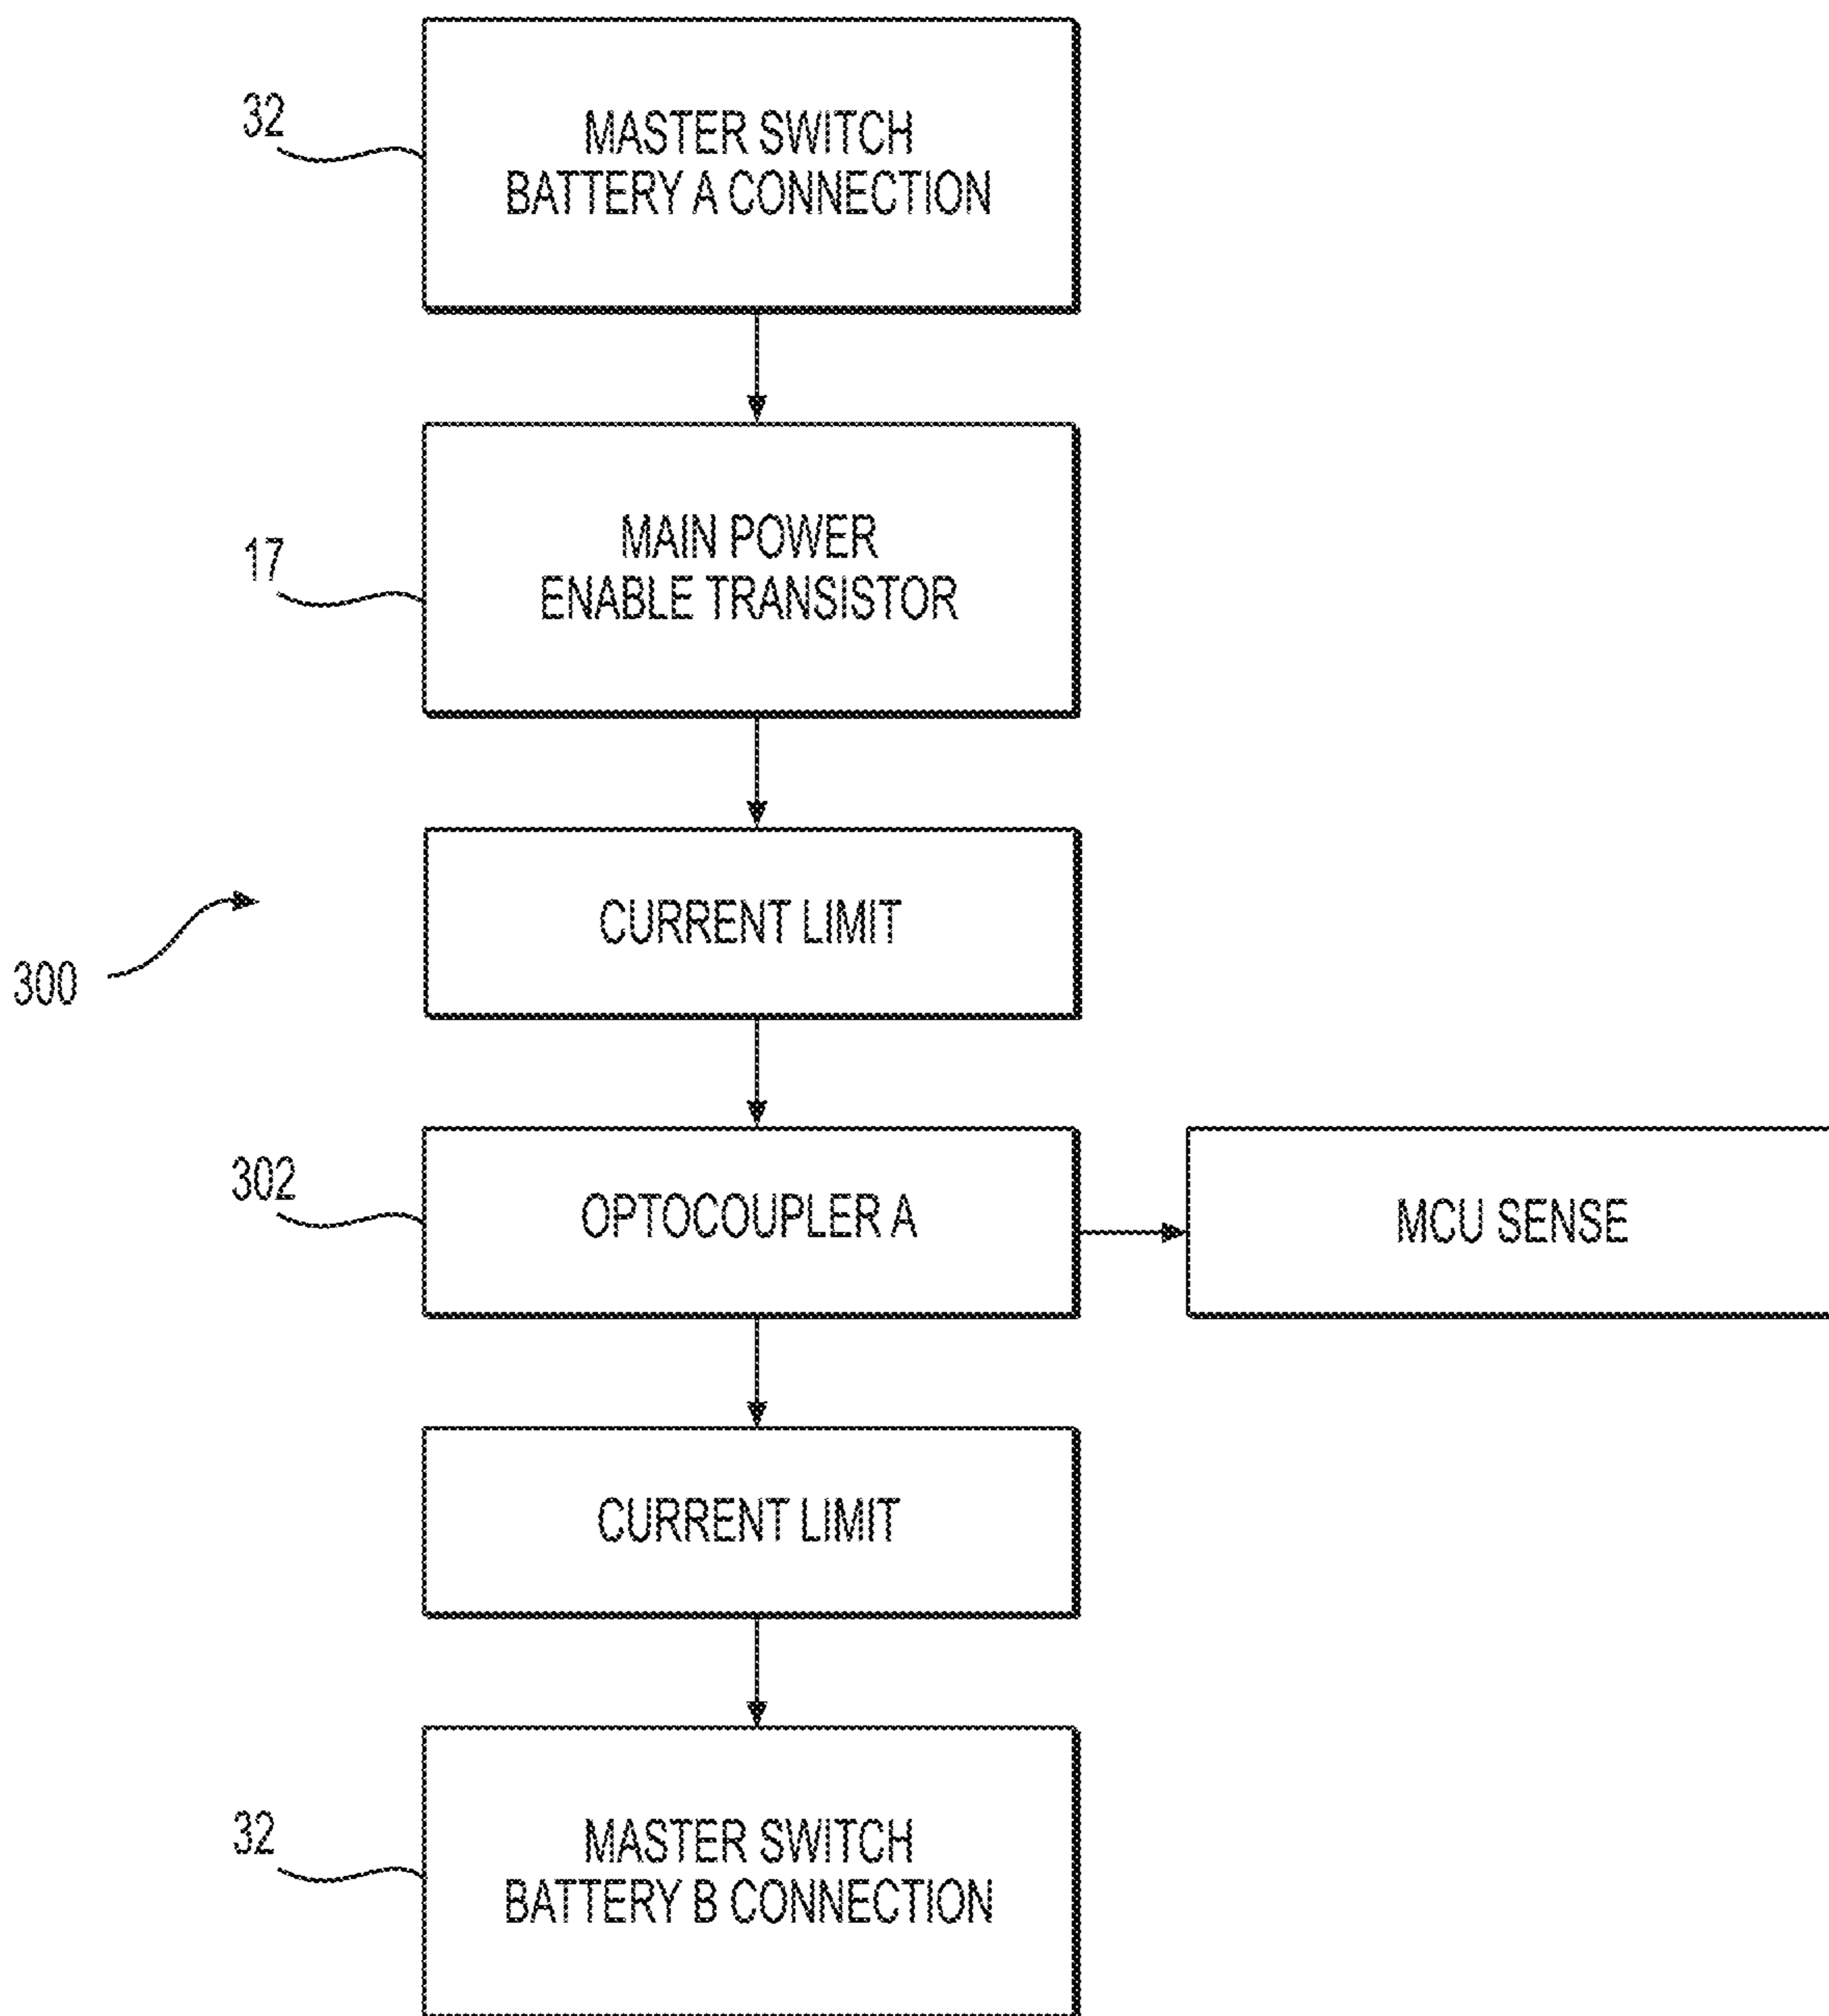 32
MASTER SWITCH
BATTERY A CONNECTION
17
MAIN POWER
ENABLE TRANSISTOR
CURRENT LIMIT
300
302
OPTOCOUPLER A
MCU SENSE
CURRENT LIMIT
32
MASTER SWITCH
BATTERY B CONNECTION